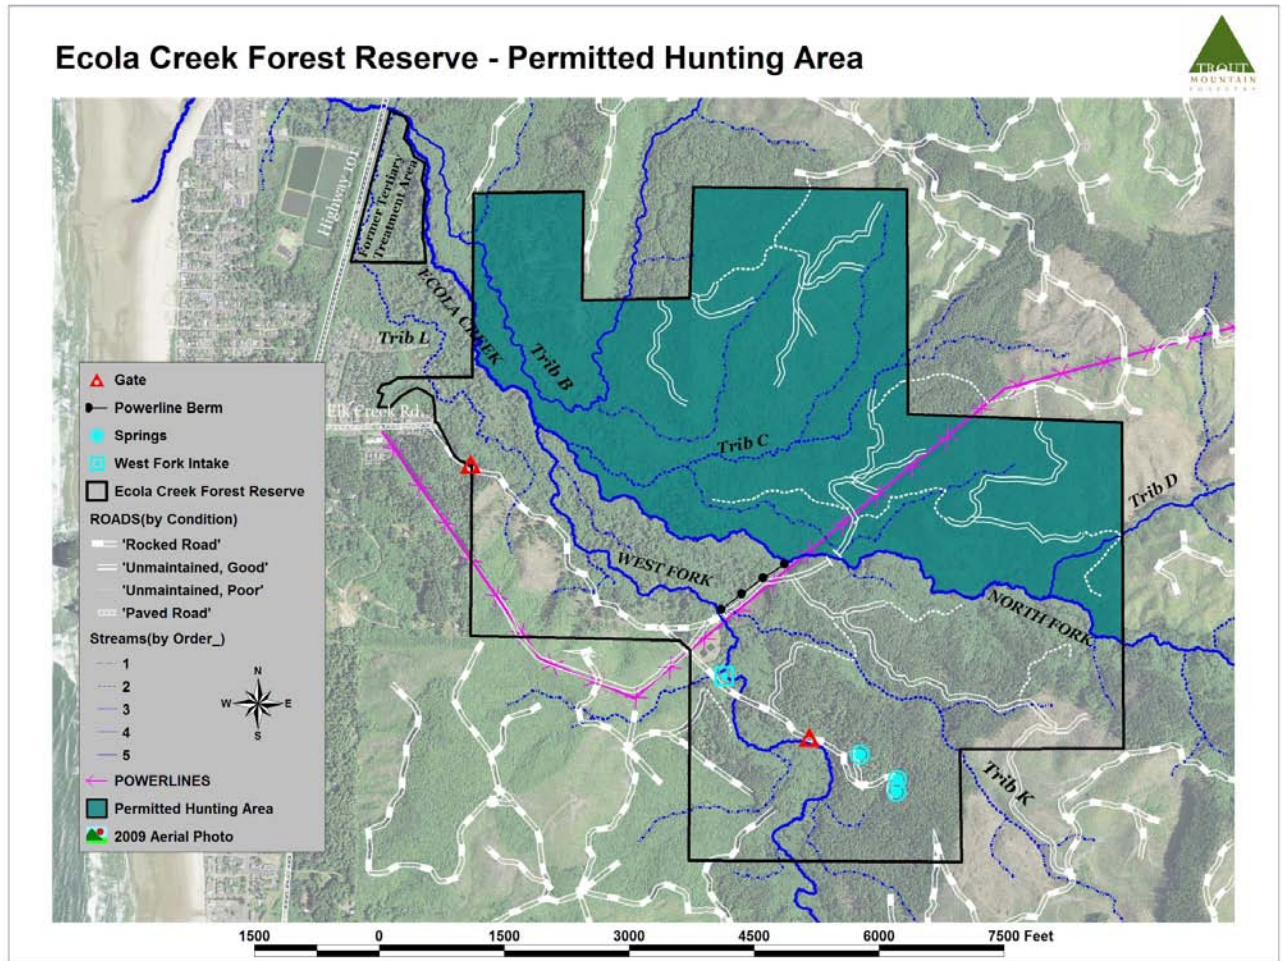 Ecola Creek Forest Reserve - Permitted Hunting Area
TROUT
MOUNTAIN
FORESTRY
Highway 101
Former Tertiary
Treatment Area
ECOLA CREEK
Trib L
Trib B
Elk Creek Rd.
Trib C
Trib D
WEST FORK
NORTH FORK
Trib K
Gate
Powerline Berm
Springs
West Fork Intake
Ecola Creek Forest Reserve
ROADS(by Condition)
'Rocked Road'
'Unmaintained, Good'
'Unmaintained, Poor'
'Paved Road'
Streams(by Order_)
1
2
3
4
5
N
W E
S
POWERLINES
Permitted Hunting Area
2009 Aerial Photo
1500 0 1500 3000 4500 6000 7500 Feet